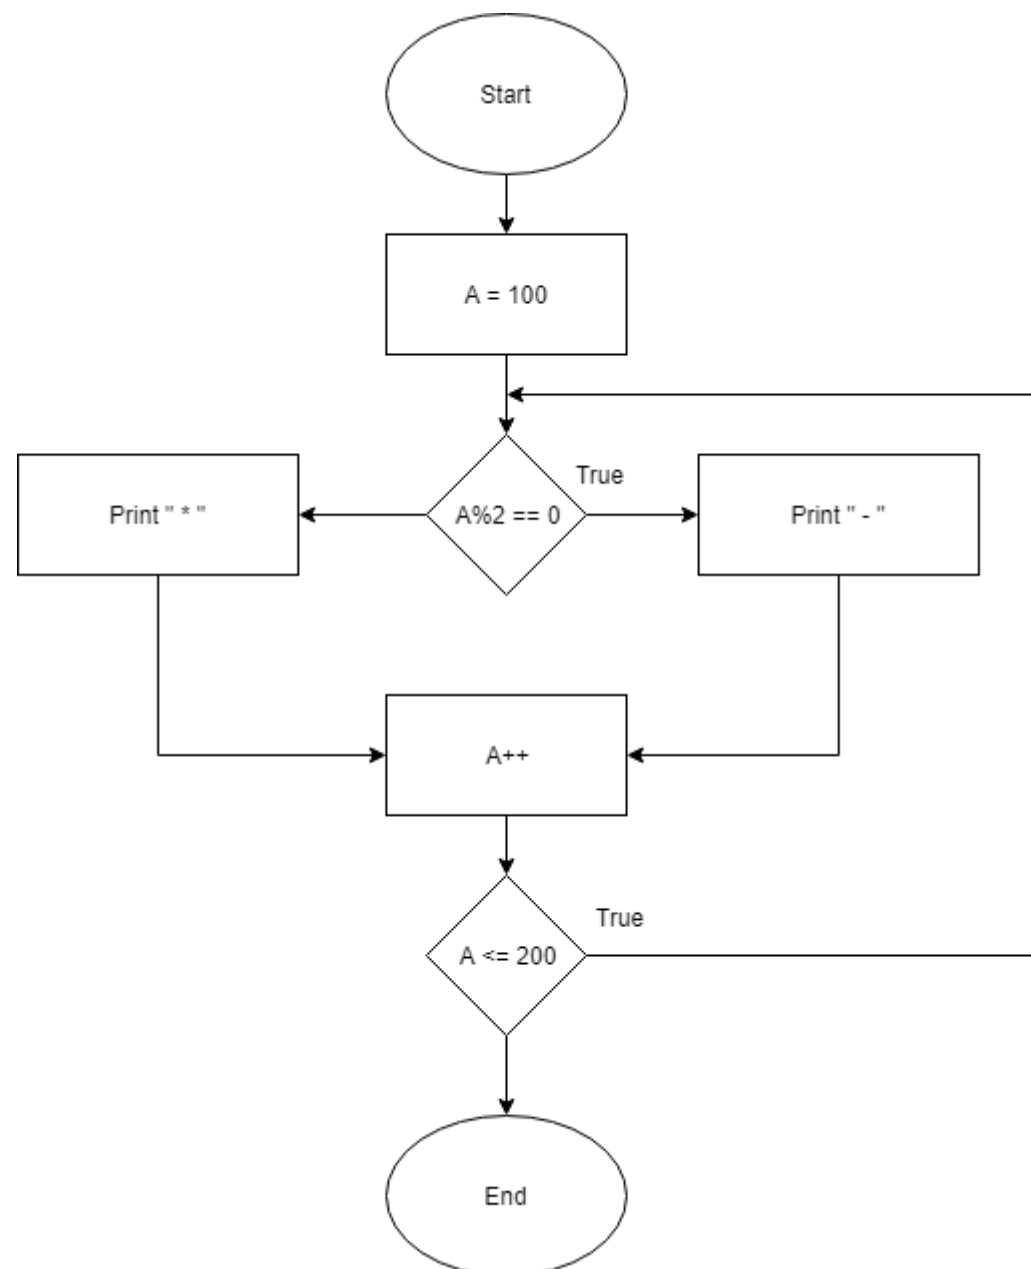 Start
A = 100
True
Print " * "
A%2 == 0
Print " - "
A++
True
A <= 200
End